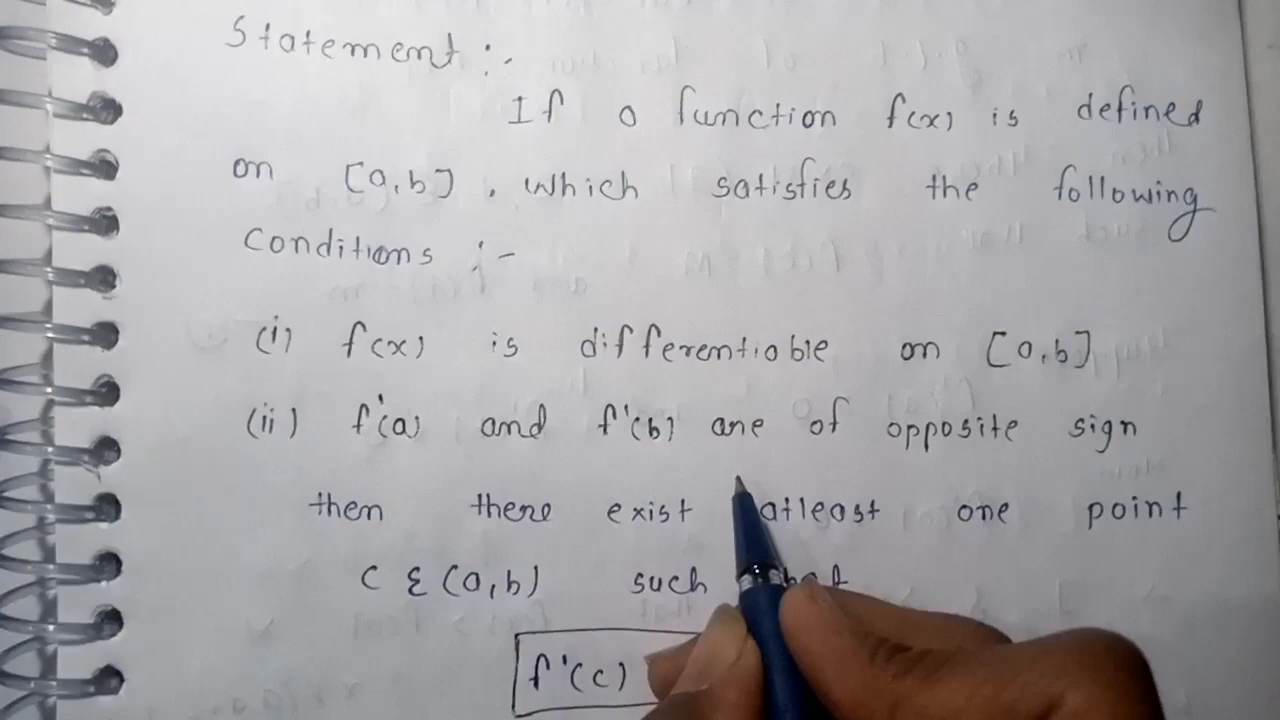 Statement :-
If a function f(x) is defined
on [a,b] . which satisfies the following
Conditions :-
(i) f(x) is differentiable on [a,b]
(ii) f'(a) and f'(b) are of opposite sign
then there exist atleast one point
C ε (a,b) such
f'(c)